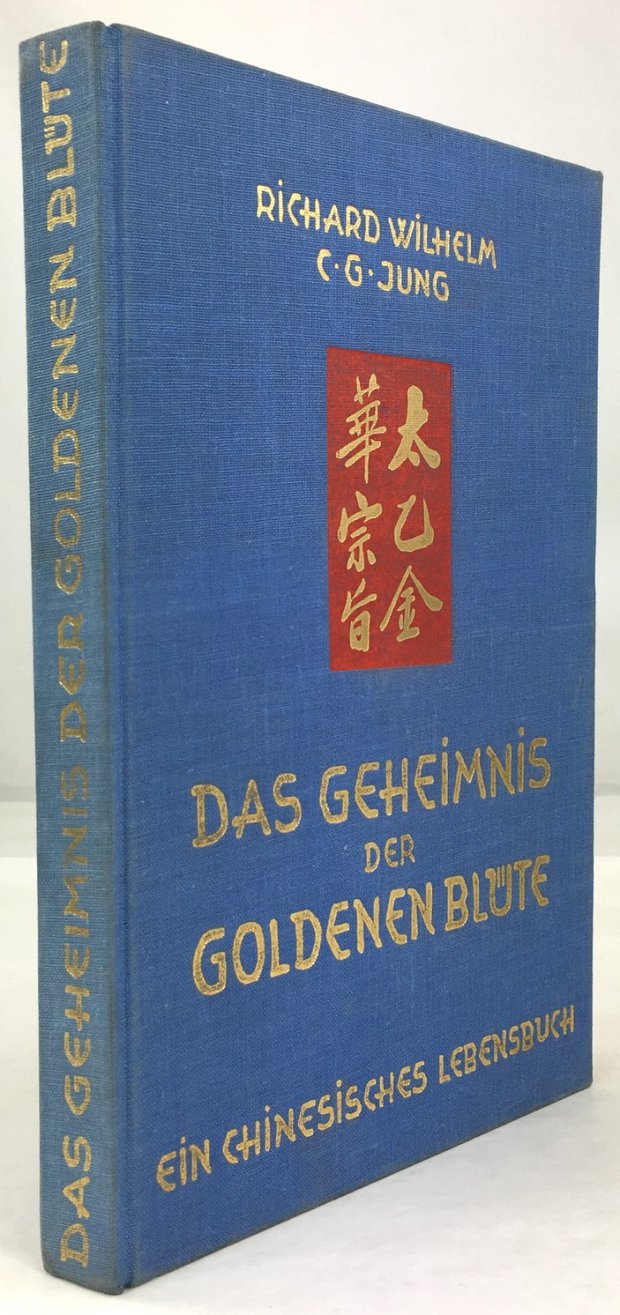 DAS GEHEIMNIS DER GOLDENEN BLÜTE
RICHARD WILHELM
C·G·JUNG
太乙金
華宗旨
DAS GEHEIMNIS
DER
GOLDENEN BLÜTE
EIN CHINESISCHES LEBENSBUCH